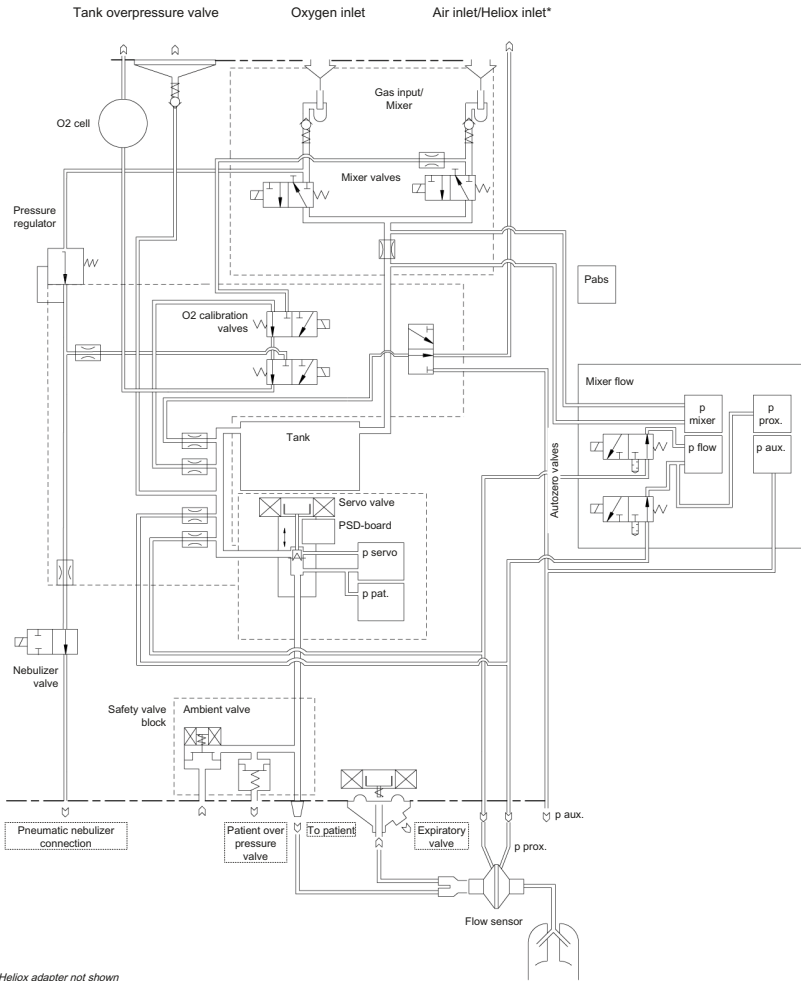 Tank overpressure valve
Oxygen inlet
Air inlet/Heliox inlet*
Gas input/
Mixer
O2 cell
Mixer valves
Pressure
regulator
Pabs
O2 calibration
valves
Mixer flow
p
mixer
p
prox.
p flow
p aux.
Tank
Autozero valves
Servo valve
PSD-board
p servo
p pat.
Nebulizer
valve
Safety valve
block
Ambient valve
p aux.
Pneumatic nebulizer
connection
Patient over
pressure
valve
To patient
Expiratory
valve
p prox.
Flow sensor
Heliox adapter not shown